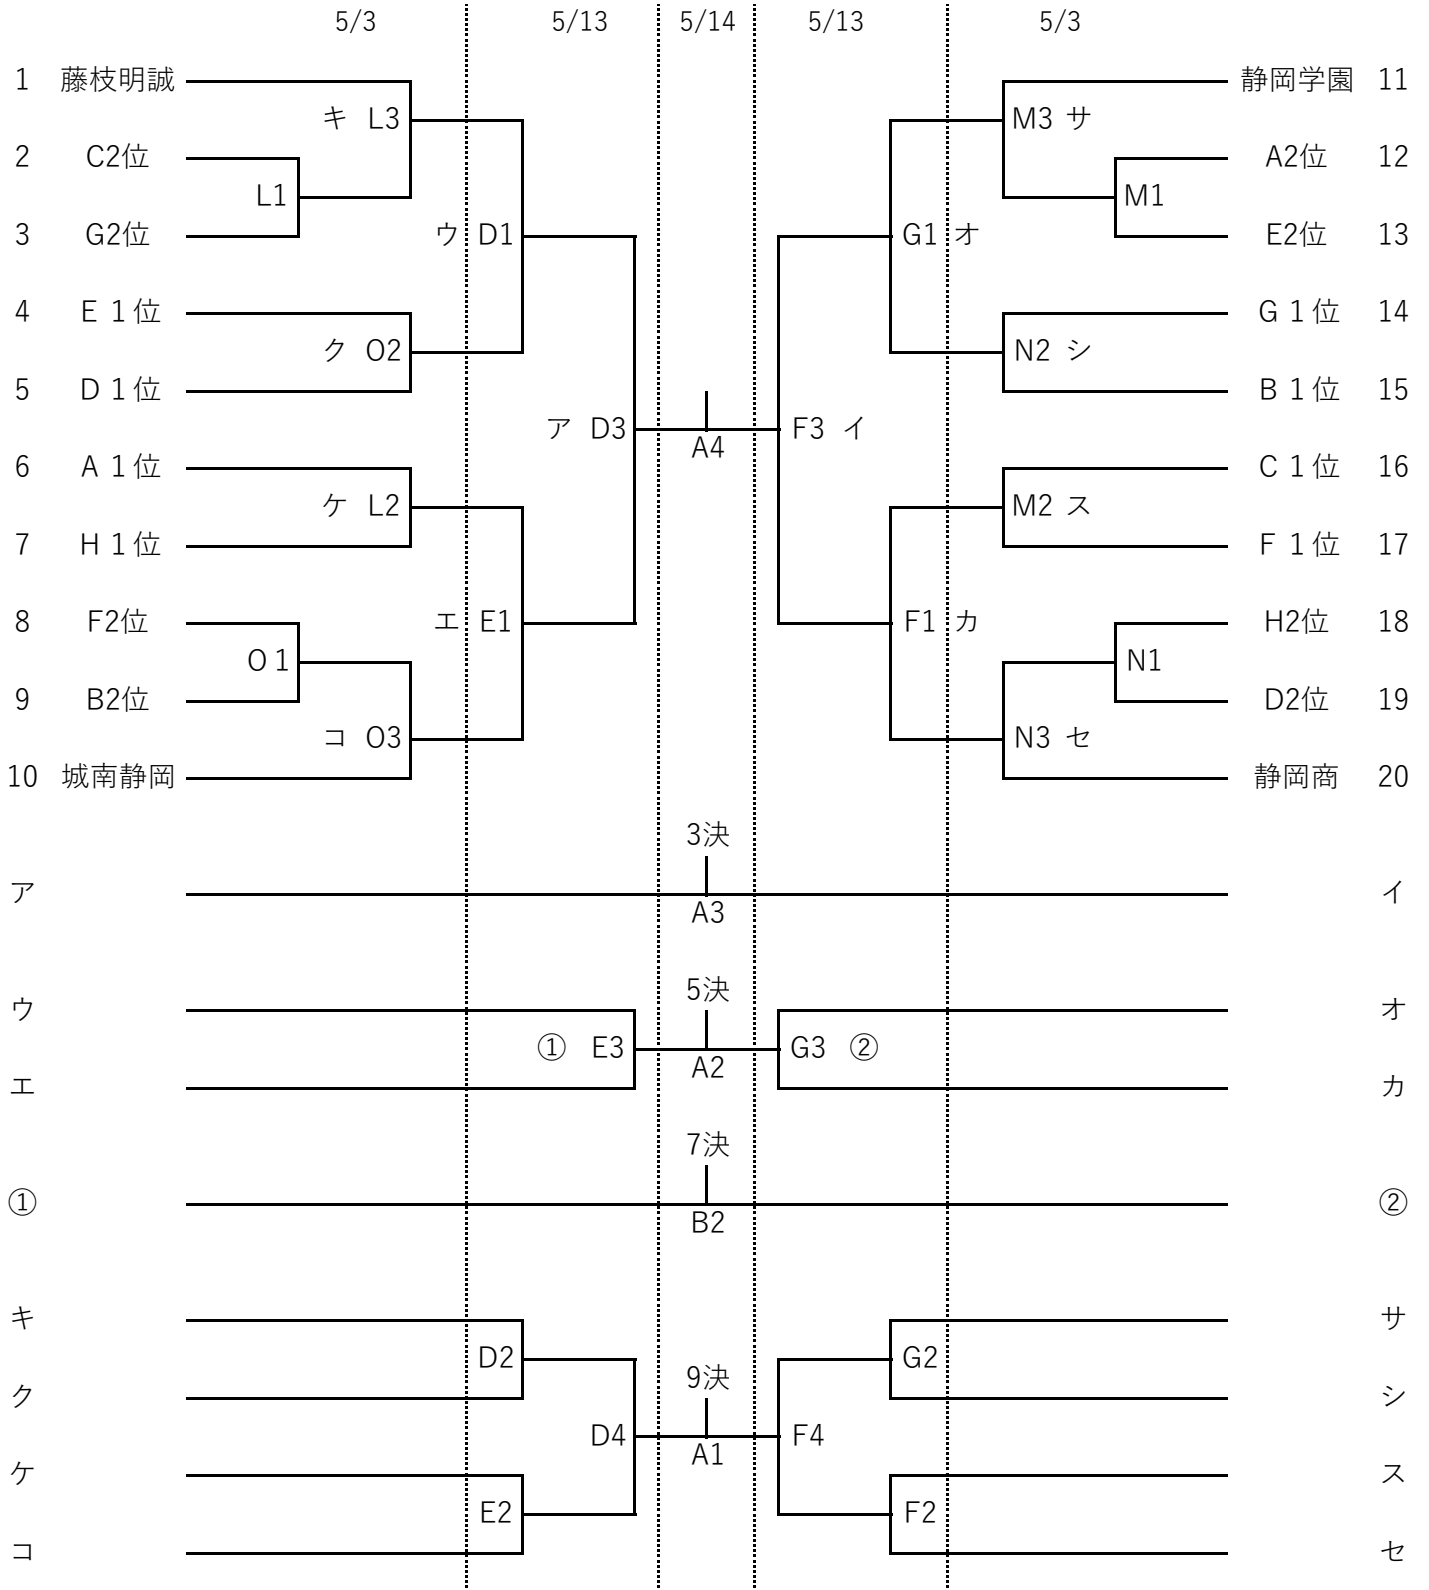 5/3 5/13 5/14 5/13 5/3
1 藤枝明誠 静岡学園 11
キ L3 M3 サ
2 C2位 A2位 12
L1 M1
3 G2位 ウ D1 G1 オ E2位 13
4 E 1位 G 1位 14
ク O2 N2 シ
5 D 1位 B 1位 15
ア D3 A4 F3 イ
6 A 1位 C 1位 16
ケ L2 M2 ス
7 H 1位 F 1位 17
8 F2位 エ E1 F1 カ H2位 18
O 1 N1
9 B2位 D2位 19
コ O3 N3 セ
10 城南静岡 静岡商 20
3決
ア イ
A3
5決
ウ オ
① E3 G3 ②
A2
エ カ
7決
① ②
B2
キ サ
D2 G2
9決
ク シ
D4 F4
A1
ケ ス
E2 F2
コ セ